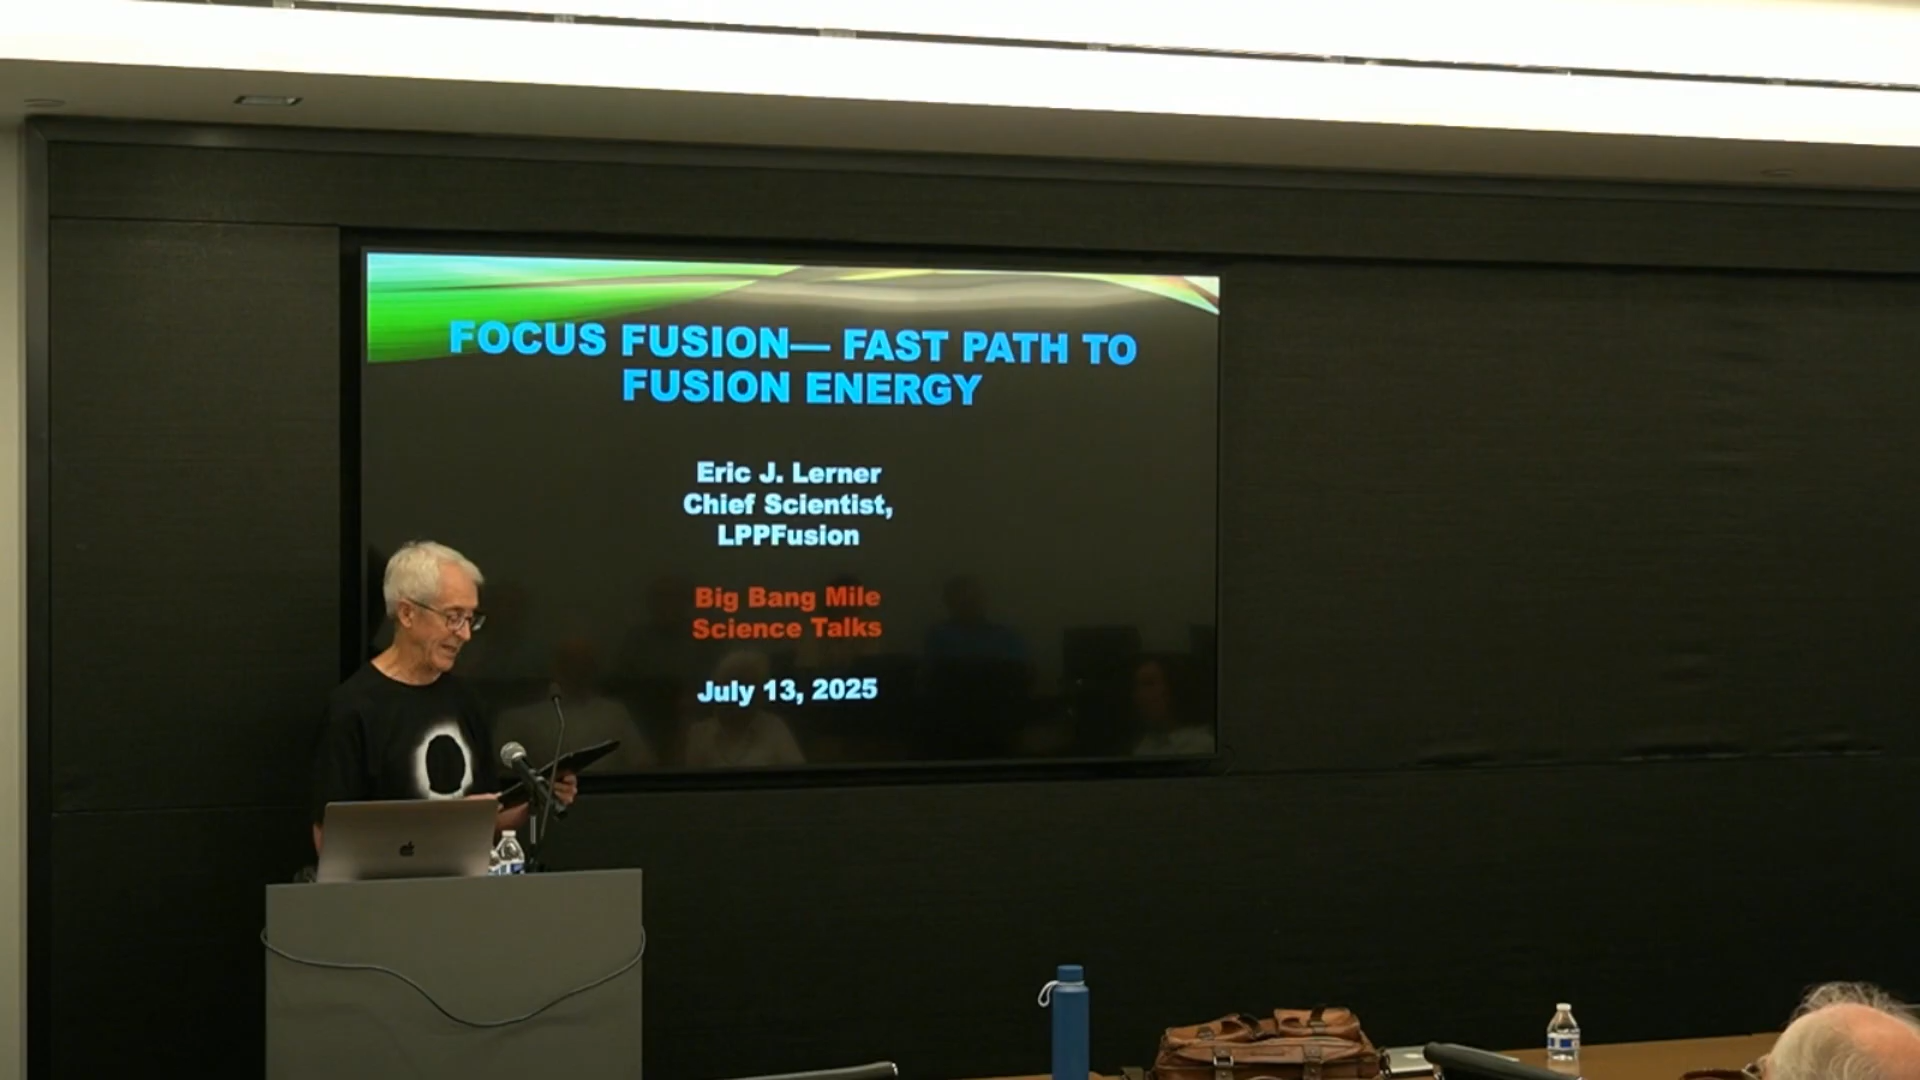 FOCUS FUSION— FAST PATH TO
FUSION ENERGY
Eric J. Lerner
Chief Scientist,
LPPFusion
Big Bang Mile
Science Talks
July 13, 2025